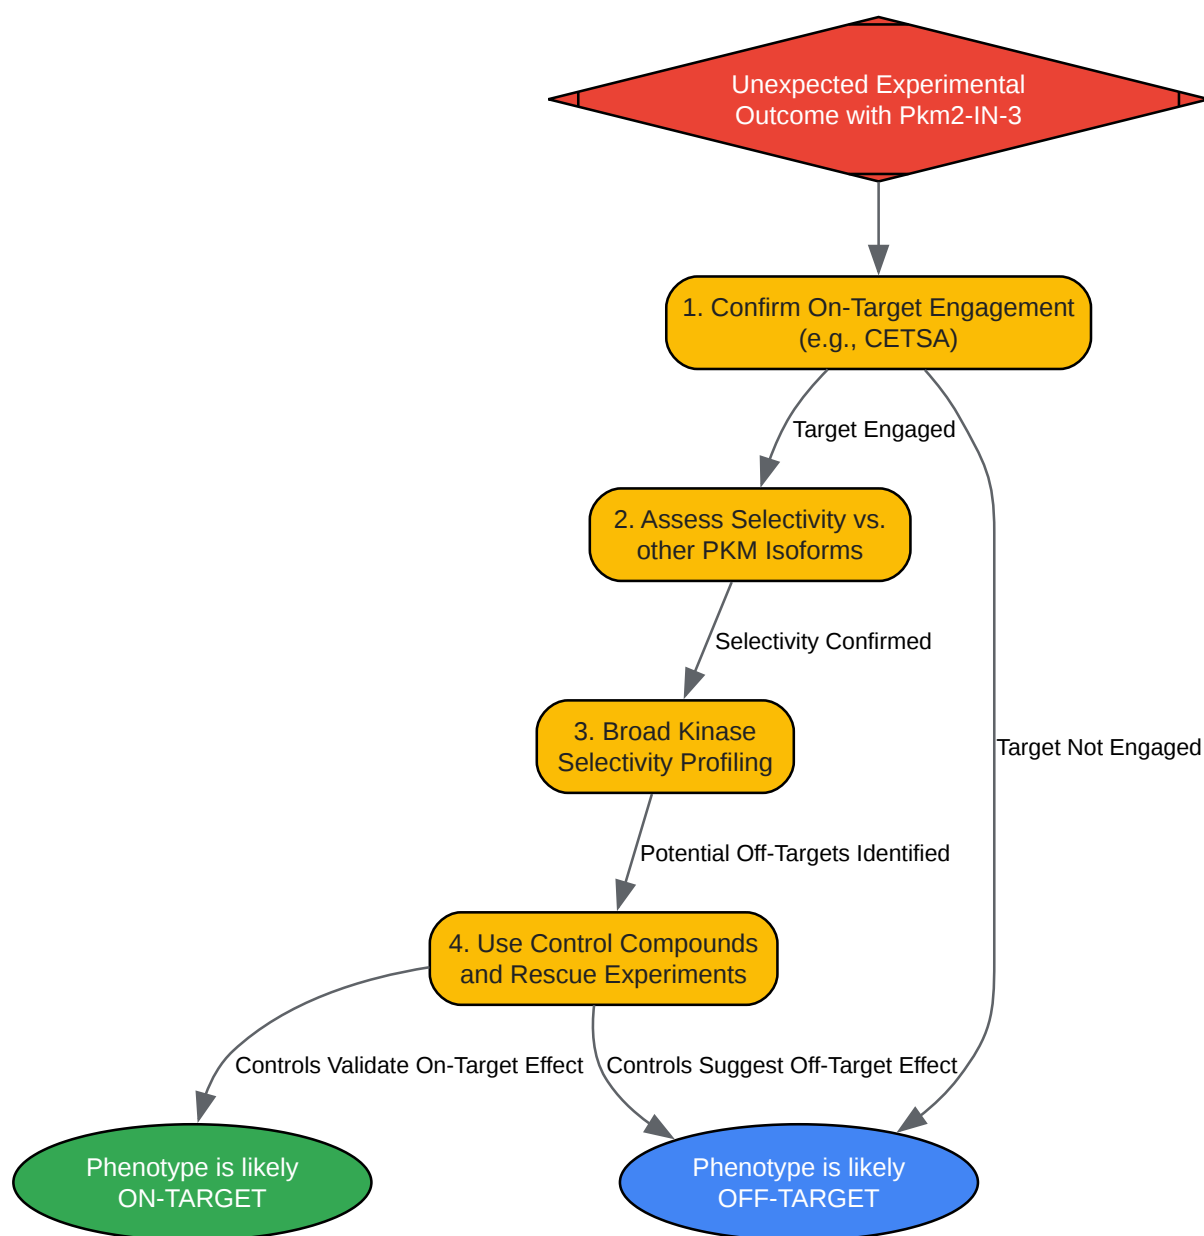 Unexpected Experimental
Outcome with Pkm2-IN-3
1. Confirm On-Target Engagement
(e.g., CETSA)
Target Engaged
2. Assess Selectivity vs.
other PKM Isoforms
Selectivity Confirmed
3. Broad Kinase
Selectivity Profiling
Target Not Engaged
Potential Off-Targets Identified
4. Use Control Compounds
and Rescue Experiments
Controls Validate On-Target Effect
Controls Suggest Off-Target Effect
Phenotype is likely
ON-TARGET
Phenotype is likely
OFF-TARGET